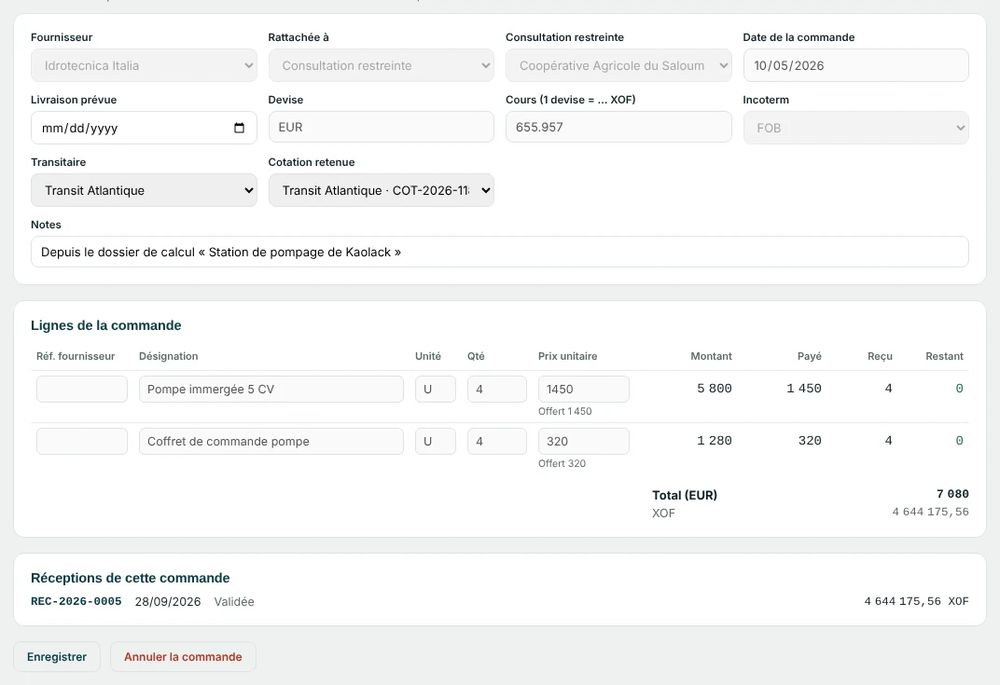 Fournisseur Rattachée à Consultation restreinte Date de la commande
Idrotecnica Italia Consultation restreinte Coopérative Agricole du Saloum 10/05/2026
Livraison prévue Devise Cours (1 devise = … XOF) Incoterm
mm/dd/yyyy EUR 655.957 FOB
Transitaire Cotation retenue
Transit Atlantique Transit Atlantique · COT-2026-11
Notes
Depuis le dossier de calcul « Station de pompage de Kaolack »
Lignes de la commande
Réf. fournisseur Désignation Unité Qté Prix unitaire Montant Payé Reçu Restant
Pompe immergée 5 CV U 4 1450 5 800 1 450 4 0
Offert 1 450
Coffret de commande pompe U 4 320 1 280 320 4 0
Offert 320
Total (EUR) 7 080
XOF 4 644 175,56
Réceptions de cette commande
REC-2026-0005 28/09/2026 Validée 4 644 175,56 XOF
Enregistrer Annuler la commande